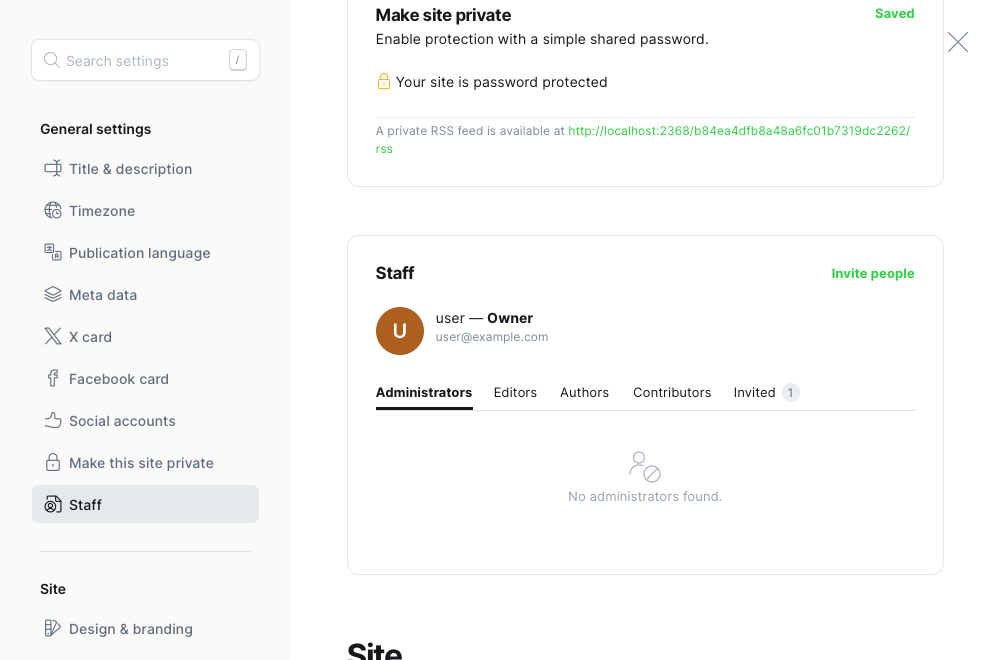 Search settings /
General settings
Title & description
Timezone
Publication language
Meta data
X card
Facebook card
Social accounts
Make this site private
Staff
Site
Design & branding
Make site private
Saved
Enable protection with a simple shared password.
Your site is password protected
A private RSS feed is available at http://localhost:2368/b84ea4dfb8a48a6fc01b7319dc2262/
rss
Staff
Invite people
U
user — Owner
user@example.com
Administrators Editors Authors Contributors Invited 1
No administrators found.
Site